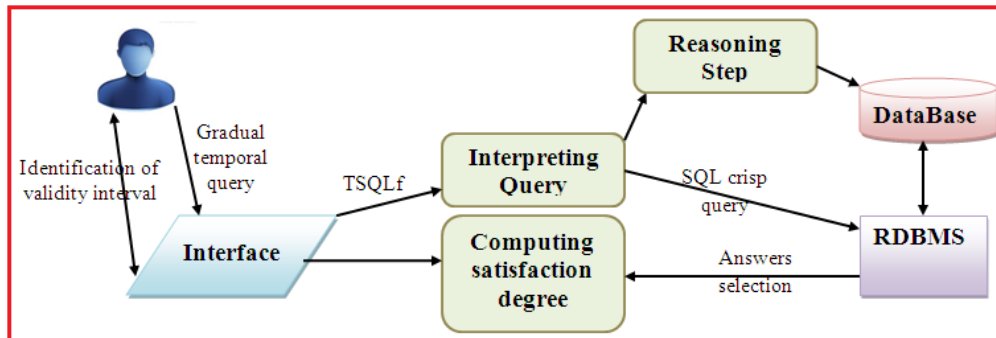 Reasoning
Step
DataBase
Gradual
temporal
query
Identification of
validity interval
TSQLf
Interpreting
Query
SQL crisp
query
Interface
Computing
satisfaction
degree
RDBMS
Answers
selection